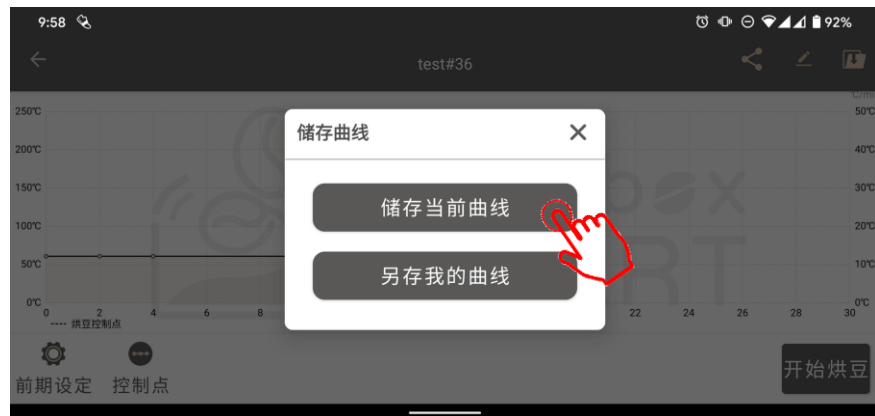 9:58 92%
test#36
℃/mi
250℃ 50℃
200℃ 40℃
150℃ 30℃
100℃ 20℃
50℃ 10℃
0℃ 0℃
0 2 4 6 8 22 24 26 28 30
---- 烘豆控制点
储存曲线
储存当前曲线
另存我的曲线
box
ART
前期设定 控制点 开始烘豆